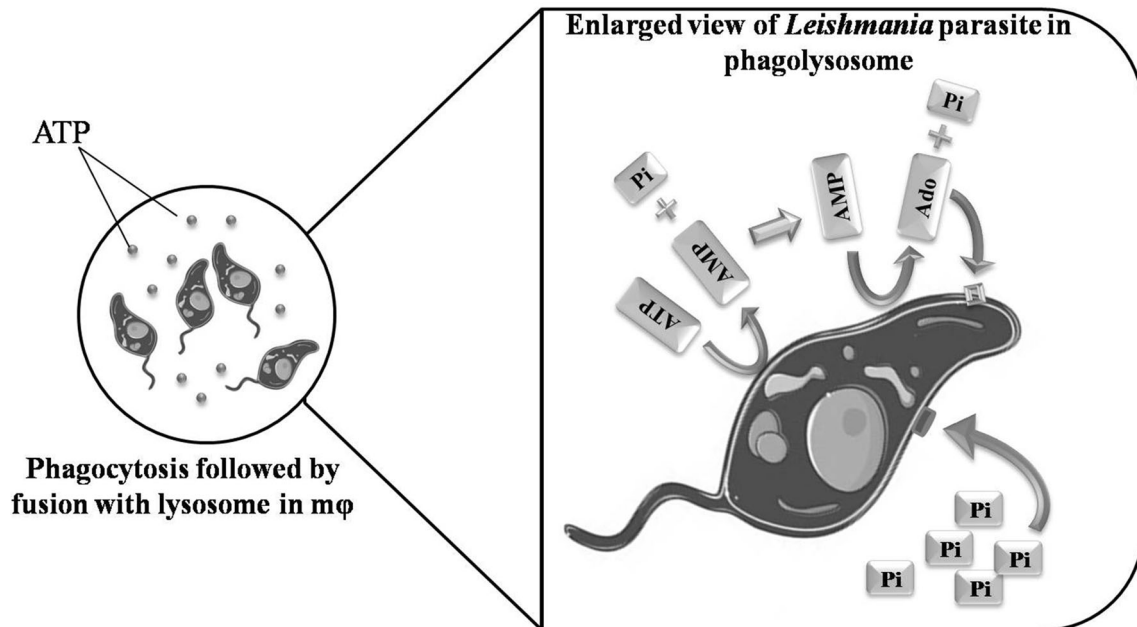 Enlarged view of Leishmania parasite in
phagolysosome
ATP
Phagocytosis followed by
fusion with lysosome in mφ
Pi
+
AMP
ATP
AMP
Pi
+
Ado
Pi
Pi
Pi
Pi
Pi